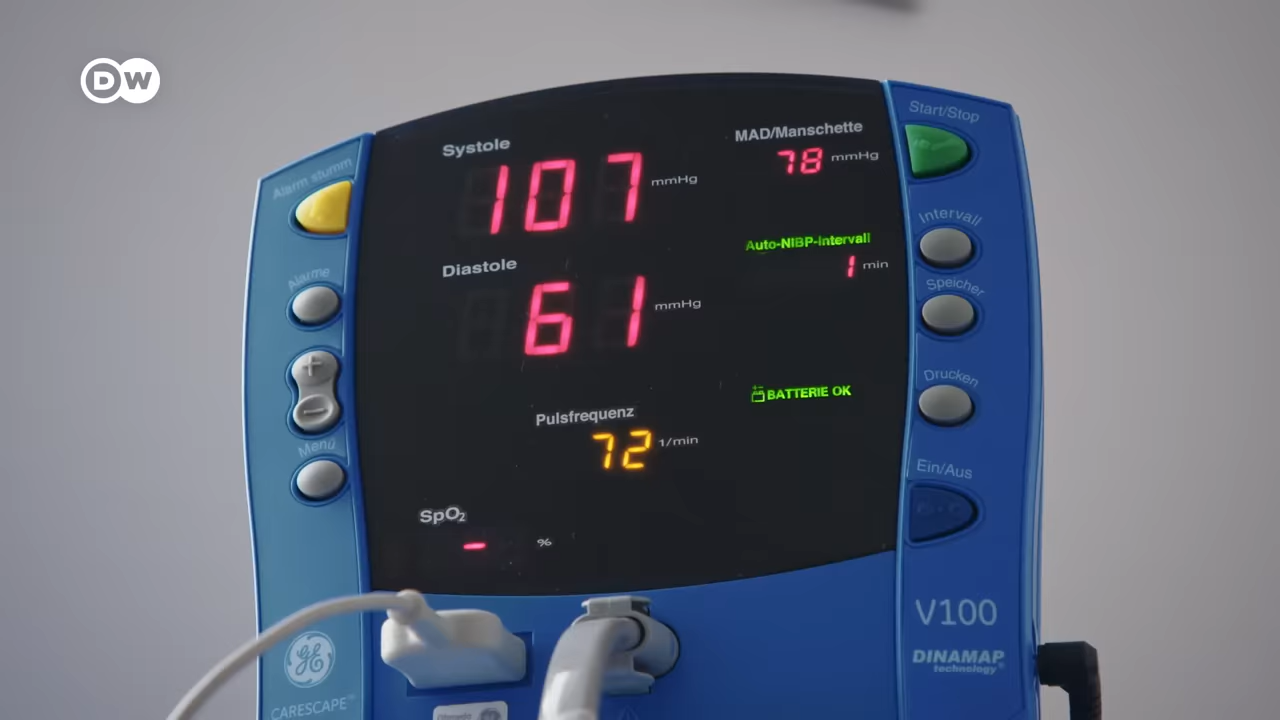 DW
Systole
107 mmHg
Diastole
61 mmHg
Pulsfrequenz
72 1/min
SpO₂
- %
MAD/Manschette
78 mmHg
Auto-NIBP-Intervall
1 min
BATTERIE OK
Alarm stumm
Alarme
+
−
Menü
Start/Stop
Intervall
Speicher
Drucken
Ein/Aus
V100
DINAMAP®
technology
GE
CARESCAPE™